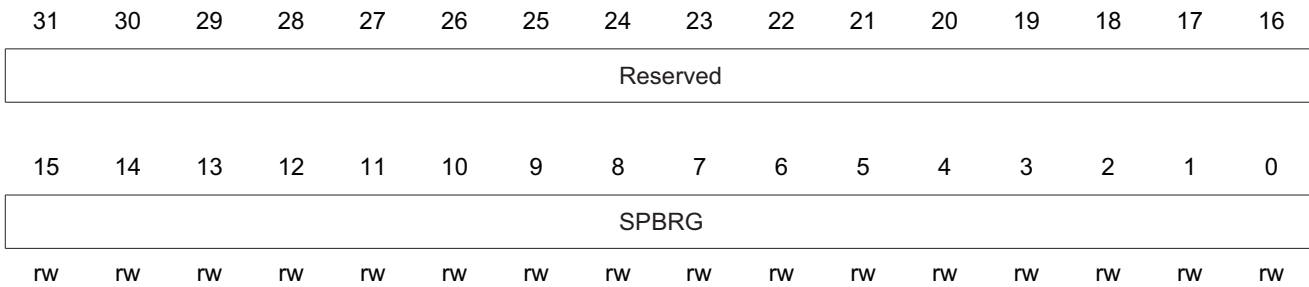 31 30 29 28 27 26 25 24 23 22 21 20 19 18 17 16
Reserved
15 14 13 12 11 10 9 8 7 6 5 4 3 2 1 0
SPBRG
rw rw rw rw rw rw rw rw rw rw rw rw rw rw rw rw